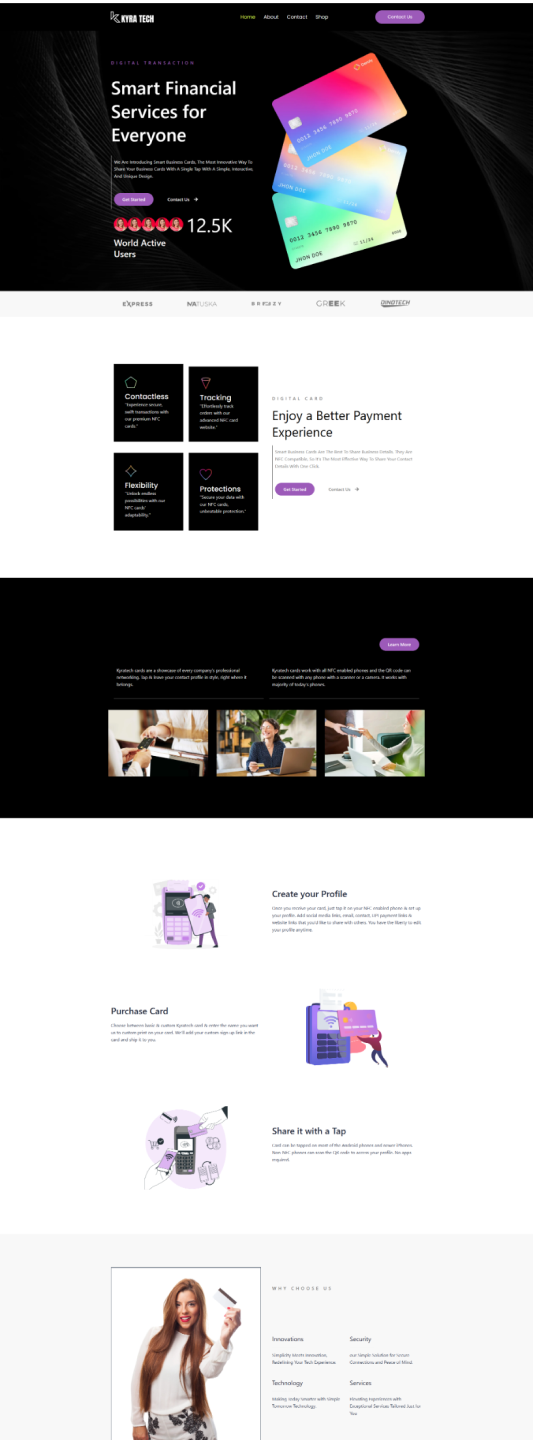 KYRA TECH
Home About Contact Shop
Contact Us
DIGITAL TRANSACTION
Smart Financial
Services for
Everyone
We Are Introducing Smart Business Cards, The Most Innovative Way To
Share Your Business Cards With A Single Tap With A Simple, Interactive,
And Unique Design.
Get Started
Contact Us
12.5K
World Active
Users
0012 3456 7890 9870
JHON DOE
JHON DOE
11/04
0012 3456 7890 9870
11/04
JHON DOE
EXPRESS
MATUSKA
BREZZY
GREEK
DINOTECH
Contactless
"Experience secure,
swift transactions with
our premium NFC
cards."
Tracking
"Effortlessly track
orders with our
advanced NFC card
website."
Flexibility
"Unlock endless
possibilities with our
NFC cards'
adaptability."
Protections
"Secure your data with
our NFC cards,
unbeatable protection."
DIGITAL CARD
Enjoy a Better Payment
Experience
Smart Business Cards Are The Best To Share Business Details. They Are
NFC Compatible, So It's The Most Effective Way To Share Your Contact
Details With One Click
Get Started
Contact Us
Learn More
Kyratech cards are a showcase of every company's professional
networking. Tap & leave your contact profile in style, right where it
belongs.
Kyratech cards work with all NFC enabled phones and the QR code can
be scanned with any phone with a scanner or a camera. It works with
majority of today's phones.
Create your Profile
Once you receive your card, just tap it on your NFC enabled phone & set up
your profile. Add social media links, email, contact, UPI payment links &
website links that you'd like to share with others. You have the liberty to edit
your profile anytime.
Purchase Card
Choose between basic & custom Kyratech card & enter the name you want
us to custom print on your card. We'll add your custom sign up link in the
card and ship it to you.
Share it with a Tap
Card can be tapped on most of the Android phones and newer iPhones.
Non NFC phones can scan the QR code to access your profile. No apps
required.
WHY CHOOSE US
Innovations
Simplicity Meets Innovation,
Redefining Your Tech Experience.
Security
our Simple Solution for Secure
Connections and Peace of Mind.
Technology
Making Today Smarter with Simple
Tomorrow Technology.
Services
Elevating Experiences with
Exceptional Services Tailored Just for
You